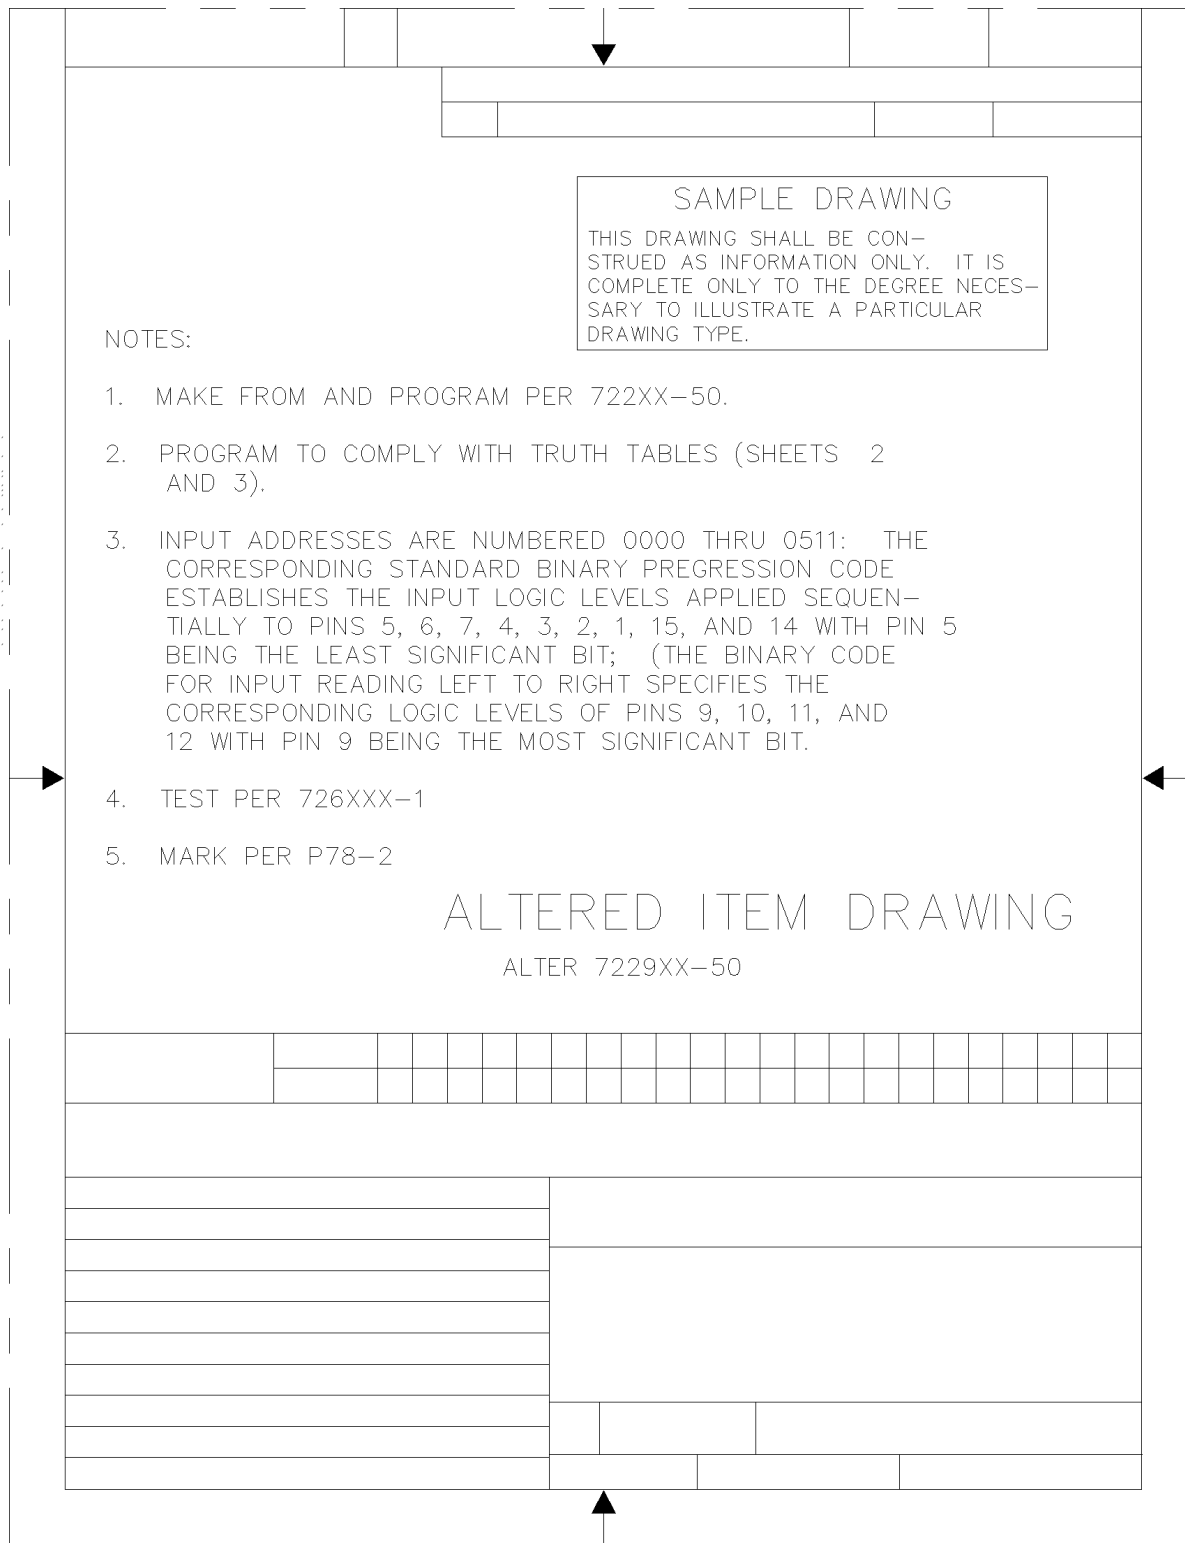 SAMPLE DRAWING
THIS DRAWING SHALL BE CON-
STRUED AS INFORMATION ONLY. IT IS
COMPLETE ONLY TO THE DEGREE NECES-
SARY TO ILLUSTRATE A PARTICULAR
DRAWING TYPE.
NOTES:
1. MAKE FROM AND PROGRAM PER 722XX-50.
2. PROGRAM TO COMPLY WITH TRUTH TABLES (SHEETS 2
AND 3).
3. INPUT ADDRESSES ARE NUMBERED 0000 THRU 0511: THE
CORRESPONDING STANDARD BINARY PREGRESSION CODE
ESTABLISHES THE INPUT LOGIC LEVELS APPLIED SEQUEN-
TIALLY TO PINS 5, 6, 7, 4, 3, 2, 1, 15, AND 14 WITH PIN 5
BEING THE LEAST SIGNIFICANT BIT; (THE BINARY CODE
FOR INPUT READING LEFT TO RIGHT SPECIFIES THE
CORRESPONDING LOGIC LEVELS OF PINS 9, 10, 11, AND
12 WITH PIN 9 BEING THE MOST SIGNIFICANT BIT.
4. TEST PER 726XXX-1
5. MARK PER P78-2
ALTERED ITEM DRAWING
ALTER 7229XX-50